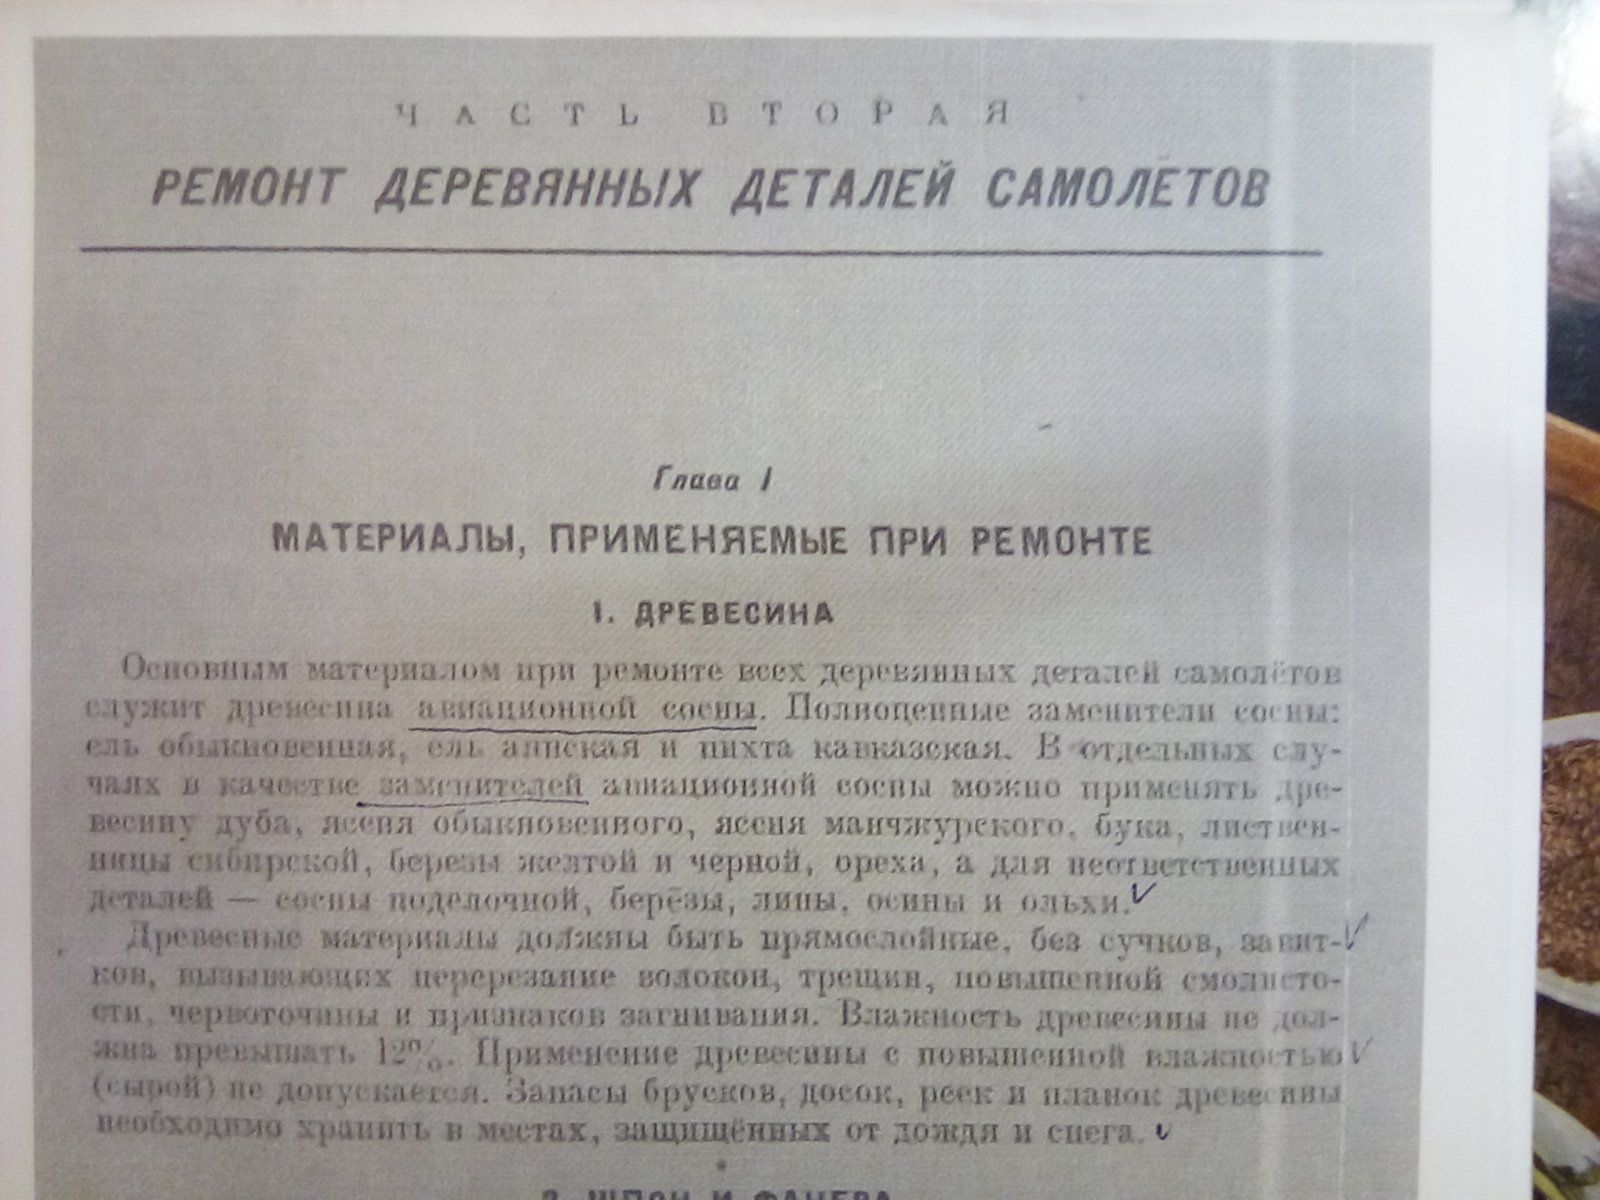 ЧАСТЬ ВТОРАЯ
РЕМОНТ ДЕРЕВЯННЫХ ДЕТАЛЕЙ САМОЛЁТОВ
Глава I
МАТЕРИАЛЫ, ПРИМЕНЯЕМЫЕ ПРИ РЕМОНТЕ
1. ДРЕВЕСИНА
Основным материалом при ремонте всех деревянных деталей самолётов
служит древесина авиационной сосны. Полноценные заменители сосны:
ель обыкновенная, ель аянская и пихта кавказская. В отдельных слу-
чаях в качестве заменителей авиационной сосны можно применять дре-
весину дуба, ясеня обыкновенного, ясеня манчжурского, бука, листвен-
ницы сибирской, березы желтой и черной, ореха, а для неответственных
деталей — сосны поделочной, берёзы, липы, осины и ольхи.
Древесные материалы должны быть прямослойные, без сучков, завит-
ков, вызывающих перерезание волокон, трещин, повышенной смолисто-
сти, червоточины и признаков загнивания. Влажность древесины не дол-
жна превышать 12%. Применение древесины с повышенной влажностью
(сырой) не допускается. Запасы брусков, досок, реек и планок древесины
необходимо хранить в местах, защищённых от дождя и снега.
2. ШПОН И ФАНЕРА